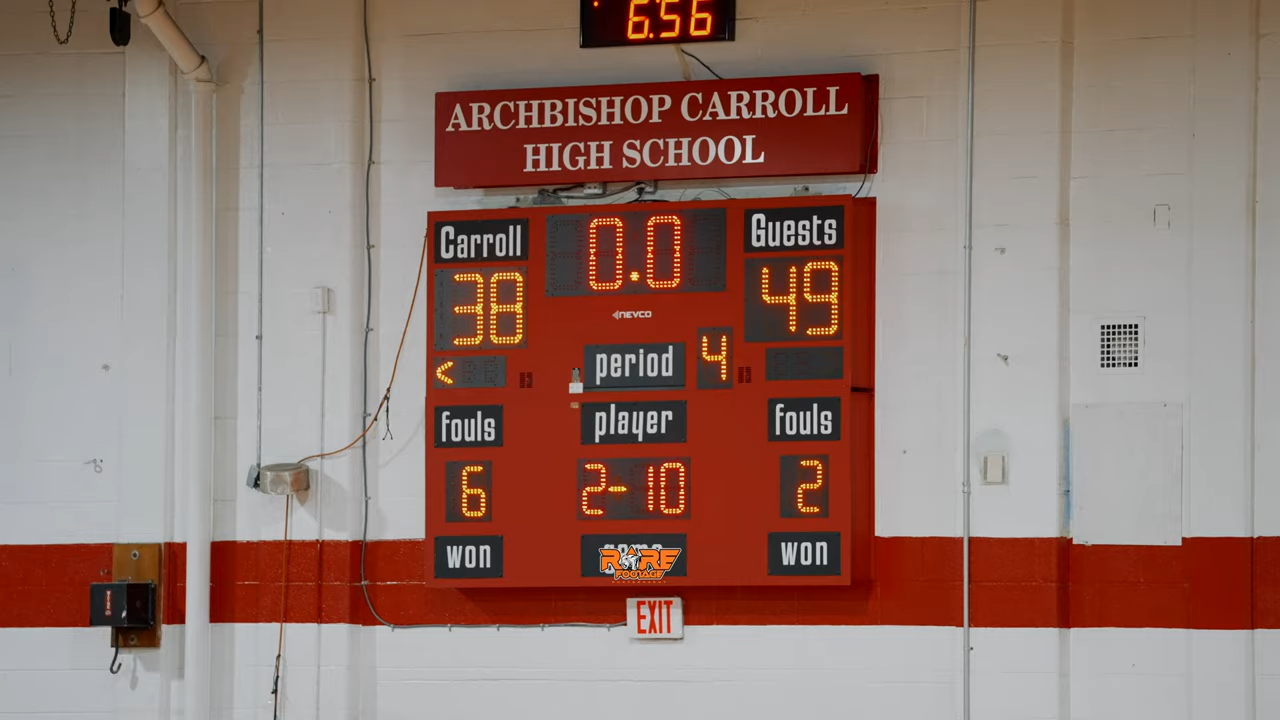 6:56
ARCHBISHOP CARROLL
HIGH SCHOOL
Carroll
0.0
Guests
38
49
NEVCO
<
period
4
fouls
player
fouls
6
2-10
2
won
RARE
FOOTAGE
won
EXIT